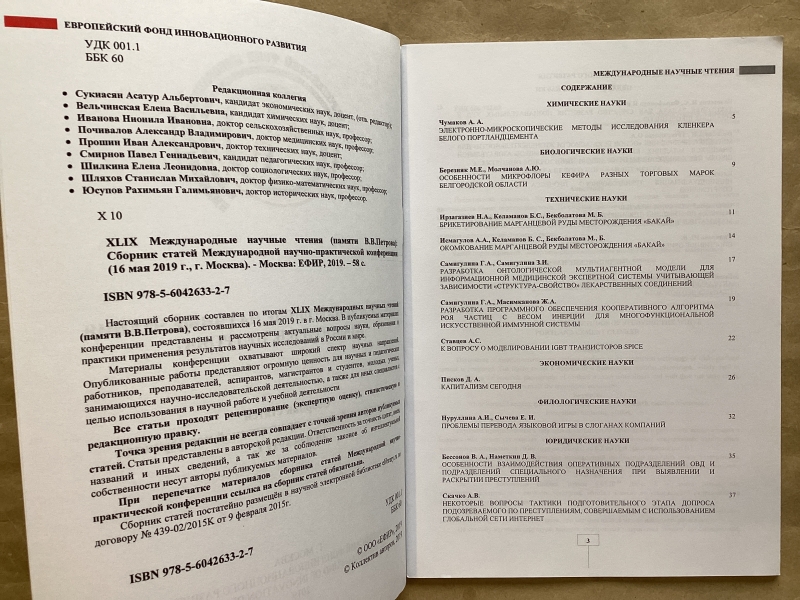 ЕВРОПЕЙСКИЙ ФОНД ИННОВАЦИОННОГО РАЗВИТИЯ
УДК 001.1
ББК 60
Редакционная коллегия
• Сукиасян Асатур Альбертович, кандидат экономических наук, доцент, (отв. редактор);
• Вельчинская Елена Васильевна, кандидат химических наук, доцент;
• Иванова Нионила Ивановна, доктор сельскохозяйственных наук, профессор;
• Почивалов Александр Владимирович, доктор медицинских наук, профессор;
• Прошин Иван Александрович, доктор технических наук, доцент;
• Смирнов Павел Геннадьевич, кандидат педагогических наук, профессор;
• Шилкина Елена Леонидовна, доктор социологических наук, профессор;
• Шляхов Станислав Михайлович, доктор физико-математических наук, профессор;
• Юсупов Рахимьян Галимьянович, доктор исторических наук, профессор.
Х 10
XLIX Международные научные чтения (памяти В.В.Петрова):
Сборник статей Международной научно-практической конференции
(16 мая 2019 г., г. Москва). - Москва: ЕФИР, 2019. – 58 с.
ISBN 978-5-6042633-2-7
Настоящий сборник составлен по итогам XLIX Международных научных чтений
(памяти В.В.Петрова), состоявшихся 16 мая 2019 г. в г. Москва. В публикуемых материалах
конференции представлены и рассмотрены актуальные вопросы науки, образования и
практики применения результатов научных исследований в России и мире.
Материалы конференции охватывают широкий спектр научных направлений.
Опубликованные работы представляют огромную ценность для научных и педагогических
работников, преподавателей, аспирантов, магистрантов и студентов, молодых ученых,
занимающихся научно-исследовательской деятельностью, а также для иных специалистов с
целью использования в научной работе и учебной деятельности
Все статьи проходят рецензирование (экспертную оценку), стилистическую и
редакционную правку.
Точка зрения редакции не всегда совпадает с точкой зрения авторов публикуемых
статей. Статьи представлены в авторской редакции. Ответственность за точность цитат, имен,
названий и иных сведений, а так же за соблюдение законов об интеллектуальной
собственности несут авторы публикуемых материалов.
При перепечатке материалов сборника статей Международной научно-
практической конференции ссылка на сборник статей обязательна.
Сборник статей постатейно размещён в научной электронной библиотеке elibrary.ru по
договору № 439-02/2015K от 9 февраля 2015г.
УДК 001.1
ББК 60
ISBN 978-5-6042633-2-7
© ООО «ЕФИР», 2019
© Коллектив авторов, 2019
МЕЖДУНАРОДНЫЕ НАУЧНЫЕ ЧТЕНИЯ
СОДЕРЖАНИЕ
ХИМИЧЕСКИЕ НАУКИ
Чумаков А. А. 5
ЭЛЕКТРОННО-МИКРОСКОПИЧЕСКИЕ МЕТОДЫ ИССЛЕДОВАНИЯ КЛИНКЕРА
БЕЛОГО ПОРТЛАНДЦЕМЕНТА
БИОЛОГИЧЕСКИЕ НАУКИ
Березняк М.Е., Молчанова А.Ю. 9
ОСОБЕННОСТИ МИКРОФЛОРЫ КЕФИРА РАЗНЫХ ТОРГОВЫХ МАРОК
БЕЛГОРОДСКОЙ ОБЛАСТИ
ТЕХНИЧЕСКИЕ НАУКИ
Иргазиев Н.А., Келаманов Б.С., Бекболатова М. Б. 11
БРИКЕТИРОВАНИЕ МАРГАНЦЕВОЙ РУДЫ МЕСТОРОЖДЕНИЯ «БАКАЙ»
Исмагулов А.А., Келаманов Б. С., Бекболатова М., Б. 14
ОКОМКОВАНИЕ МАРГАНЦЕВОЙ РУДЫ МЕСТОРОЖДЕНИЯ «БАКАЙ»
Самигулина Г.А., Самигулина З.И. 17
РАЗРАБОТКА ОНТОЛОГИЧЕСКОЙ МУЛЬТИАГЕНТНОЙ МОДЕЛИ ДЛЯ
ИНФОРМАЦИОННОЙ МЕДИЦИНСКОЙ ЭКСПЕРТНОЙ СИСТЕМЫ УЧИТЫВАЮЩЕЙ
ЗАВИСИМОСТИ «СТРУКТУРА-СВОЙСТВО» ЛЕКАРСТВЕННЫХ СОЕДИНЕНИЙ
Самигулина Г.А., Масимканова Ж.А. 19
РАЗРАБОТКА ПРОГРАММНОГО ОБЕСПЕЧЕНИЯ КООПЕРАТИВНОГО АЛГОРИТМА
РОЯ ЧАСТИЦ С ВЕСОМ ИНЕРЦИИ ДЛЯ МНОГОФУНКЦИОНАЛЬНОЙ
ИСКУССТВЕННОЙ ИММУННОЙ СИСТЕМЫ
Ставцев А.С. 22
К ВОПРОСУ О МОДЕЛИРОВАНИИ IGBT ТРАНЗИСТОРОВ SPICE
ЭКОНОМИЧЕСКИЕ НАУКИ
Писков Д. А. 26
КАПИТАЛИЗМ СЕГОДНЯ
ФИЛОЛОГИЧЕСКИЕ НАУКИ
Нуруллина А.И., Сычева Е. И. 32
ПРОБЛЕМЫ ПЕРЕВОДА ЯЗЫКОВОЙ ИГРЫ В СЛОГАНАХ КОМПАНИЙ
ЮРИДИЧЕСКИЕ НАУКИ
Бессонов В. А., Наметкин Д. В. 35
ОСОБЕННОСТИ ВЗАИМОДЕЙСТВИЯ ОПЕРАТИВНЫХ ПОДРАЗДЕЛЕНИЙ ОВД И
ПОДРАЗДЕЛЕНИЙ СПЕЦИАЛЬНОГО НАЗНАЧЕНИЯ ПРИ ВЫЯВЛЕНИИ И
РАСКРЫТИИ ПРЕСТУПЛЕНИЙ
Скачко А.В. 37
НЕКОТОРЫЕ ВОПРОСЫ ТАКТИКИ ПОДГОТОВИТЕЛЬНОГО ЭТАПА ДОПРОСА
ПОДОЗРЕВАЕМОГО ПО ПРЕСТУПЛЕНИЯМ, СОВЕРШАЕМЫМ С ИСПОЛЬЗОВАНИЕМ
ГЛОБАЛЬНОЙ СЕТИ ИНТЕРНЕТ
3